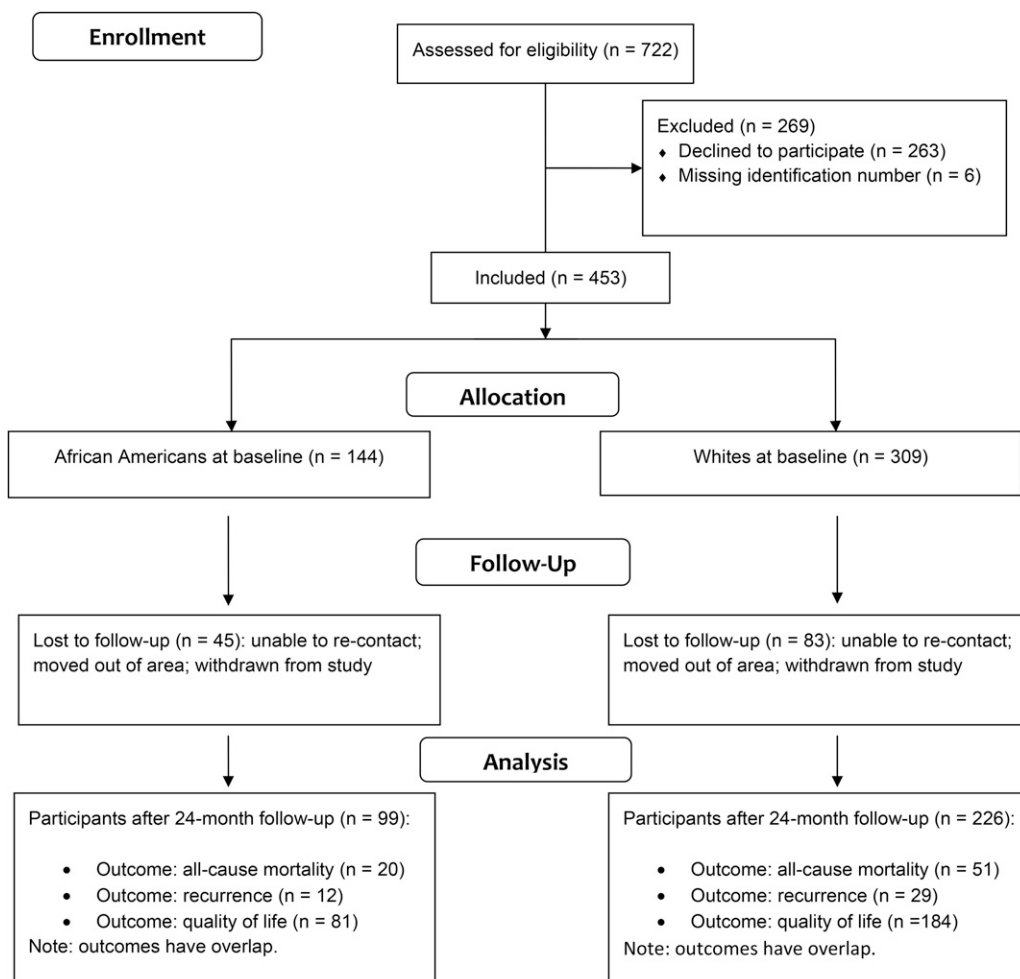 Enrollment
Assessed for eligibility (n = 722)
Excluded (n = 269)
♦ Declined to participate (n = 263)
♦ Missing identification number (n = 6)
Included (n = 453)
Allocation
African Americans at baseline (n = 144)
Whites at baseline (n = 309)
Follow-Up
Lost to follow-up (n = 45): unable to re-contact;
moved out of area; withdrawn from study
Lost to follow-up (n = 83): unable to re-contact;
moved out of area; withdrawn from study
Analysis
Participants after 24-month follow-up (n = 99):
• Outcome: all-cause mortality (n = 20)
• Outcome: recurrence (n = 12)
• Outcome: quality of life (n = 81)
Note: outcomes have overlap.
Participants after 24-month follow-up (n = 226):
• Outcome: all-cause mortality (n = 51)
• Outcome: recurrence (n = 29)
• Outcome: quality of life (n =184)
Note: outcomes have overlap.